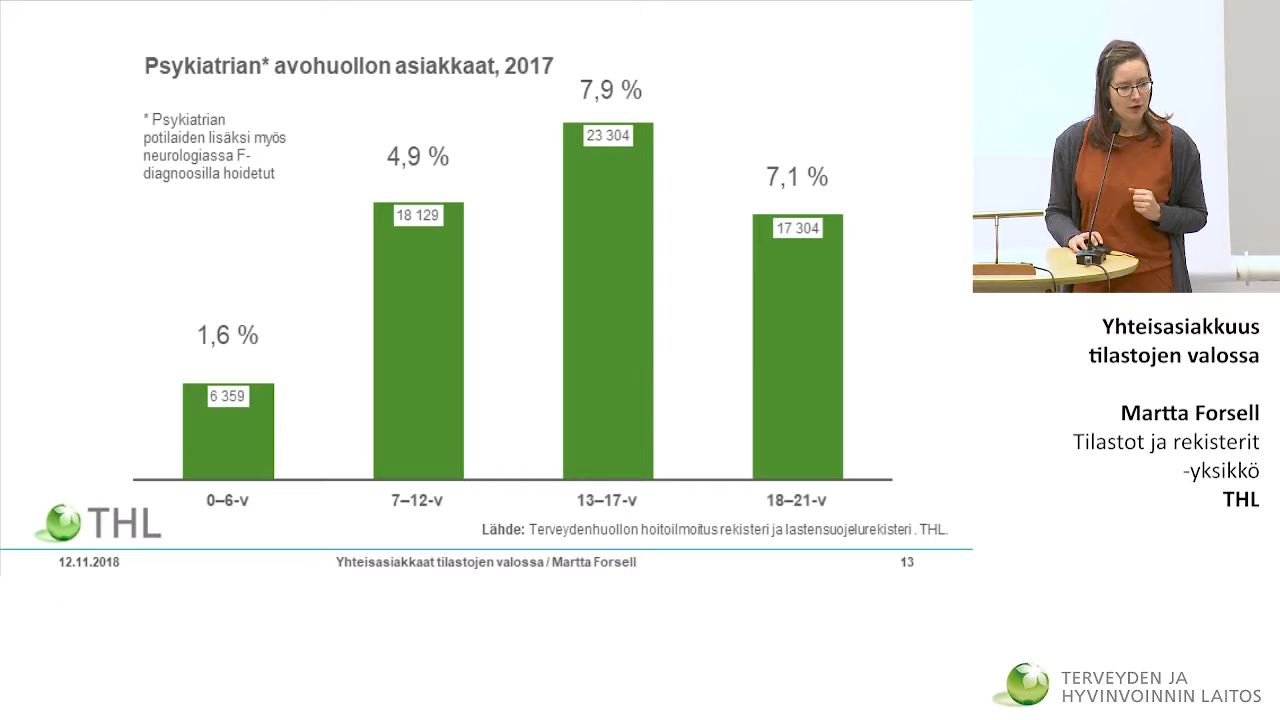 Psykiatrian* avohuollon asiakkaat, 2017
* Psykiatrian
potilaiden lisäksi myös
neurologiassa F-
diagnoosilla hoidetut
1,6 %
4,9 %
7,9 %
7,1 %
6 359
18 129
23 304
17 304
0–6-v
7–12-v
13–17-v
18–21-v
THL
Lähde: Terveydenhuollon hoitoilmoitus rekisteri ja lastensuojelurekisteri . THL.
12.11.2018
Yhteisasiakkaat tilastojen valossa / Martta Forsell
13
Yhteisasiakkuus
tilastojen valossa
Martta Forsell
Tilastot ja rekisterit
-yksikkö
THL
TERVEYDEN JA
HYVINVOINNIN LAITOS